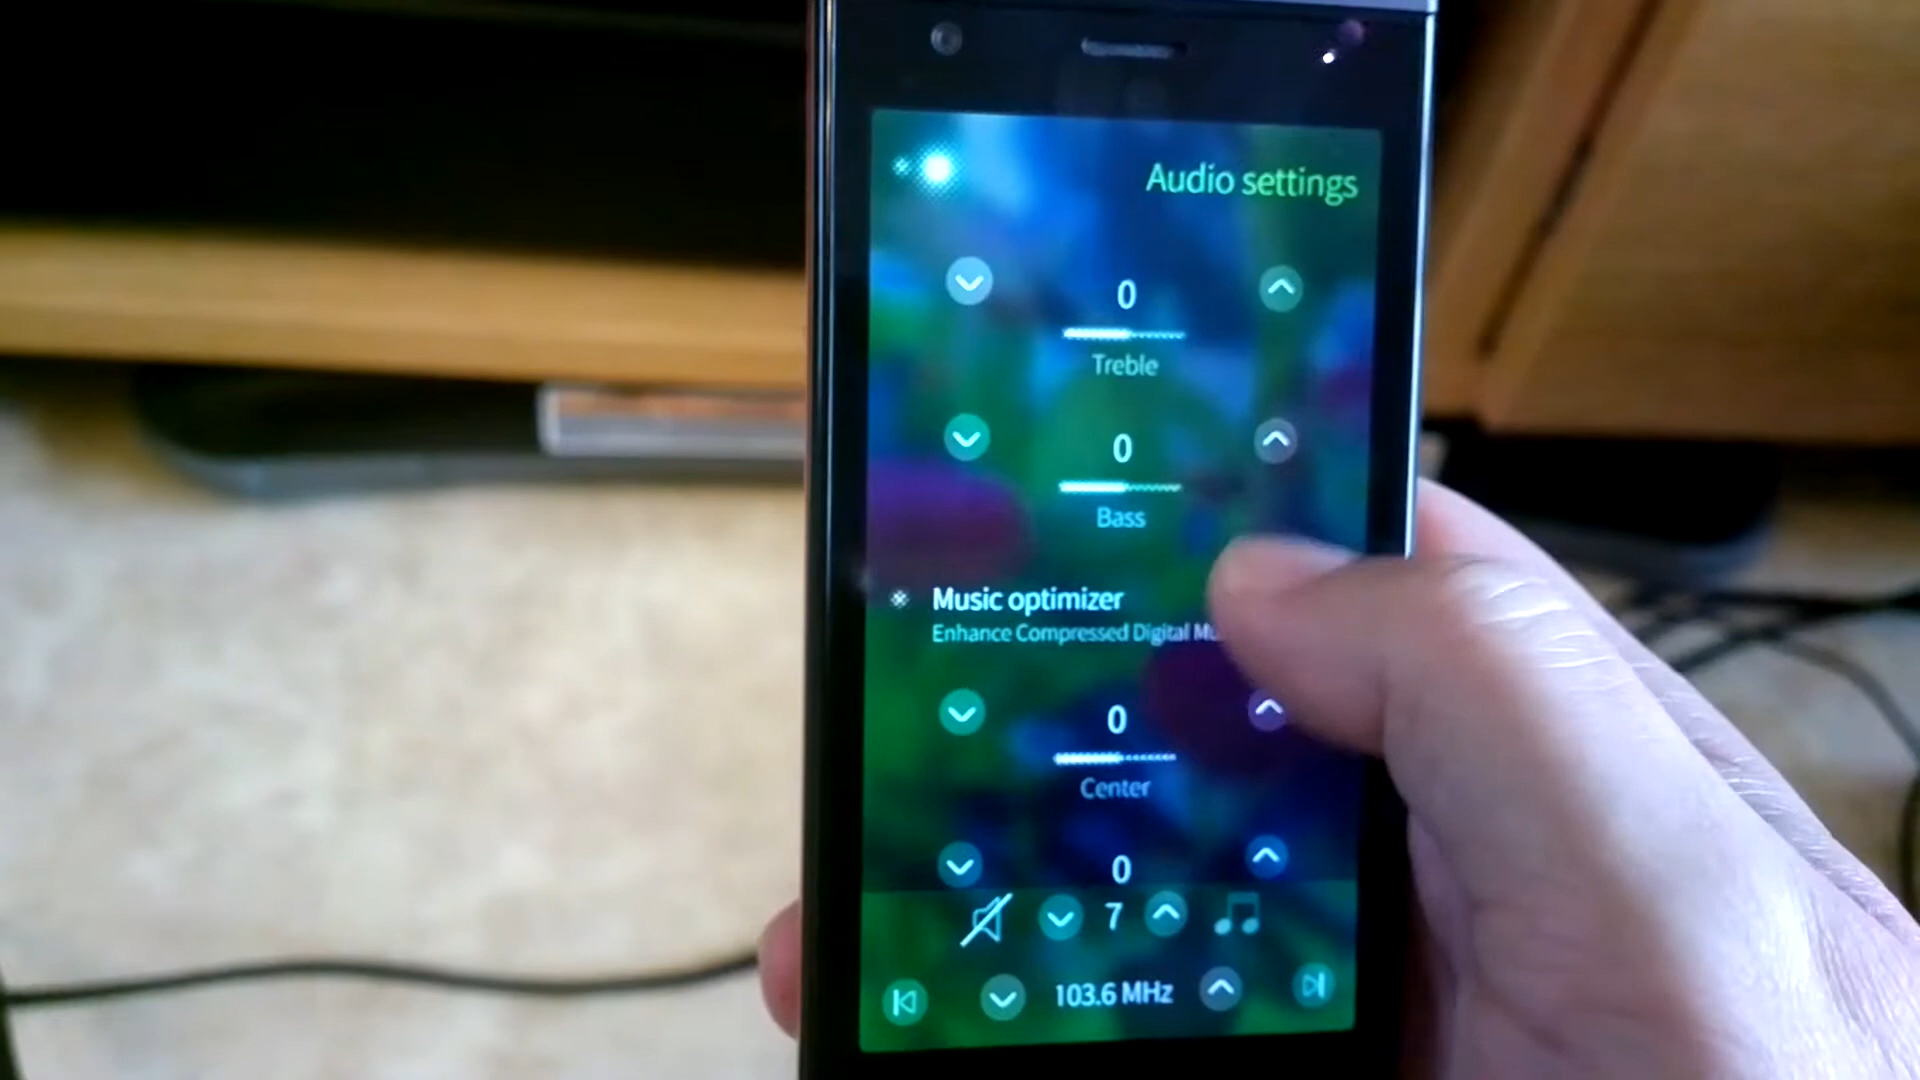 Audio settings
0
Treble
0
Bass
Music optimizer
Enhance Compressed Digital
0
Center
0
7
103.6 MHz